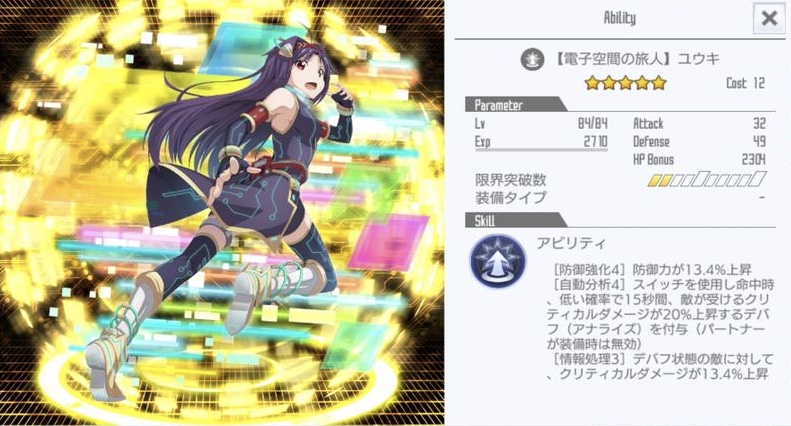 Ability
【電子空間の旅人】ユウキ
Cost 12
Parameter
Lv 84/84 Attack 32
Exp 2710 Defense 49
HP Bonus 2304
限界突破数
装備タイプ -
Skill
アビリティ
［防御強化4］防御力が13.4%上昇
［自動分析4］スイッチを使用し命中時
、低い確率で15秒間、敵が受けるクリ
ティカルダメージが20%上昇するデバ
フ（アナライズ）を付与（パートナー
が装備時は無効）
［情報処理3］デバフ状態の敵に対して
、クリティカルダメージが13.4%上昇